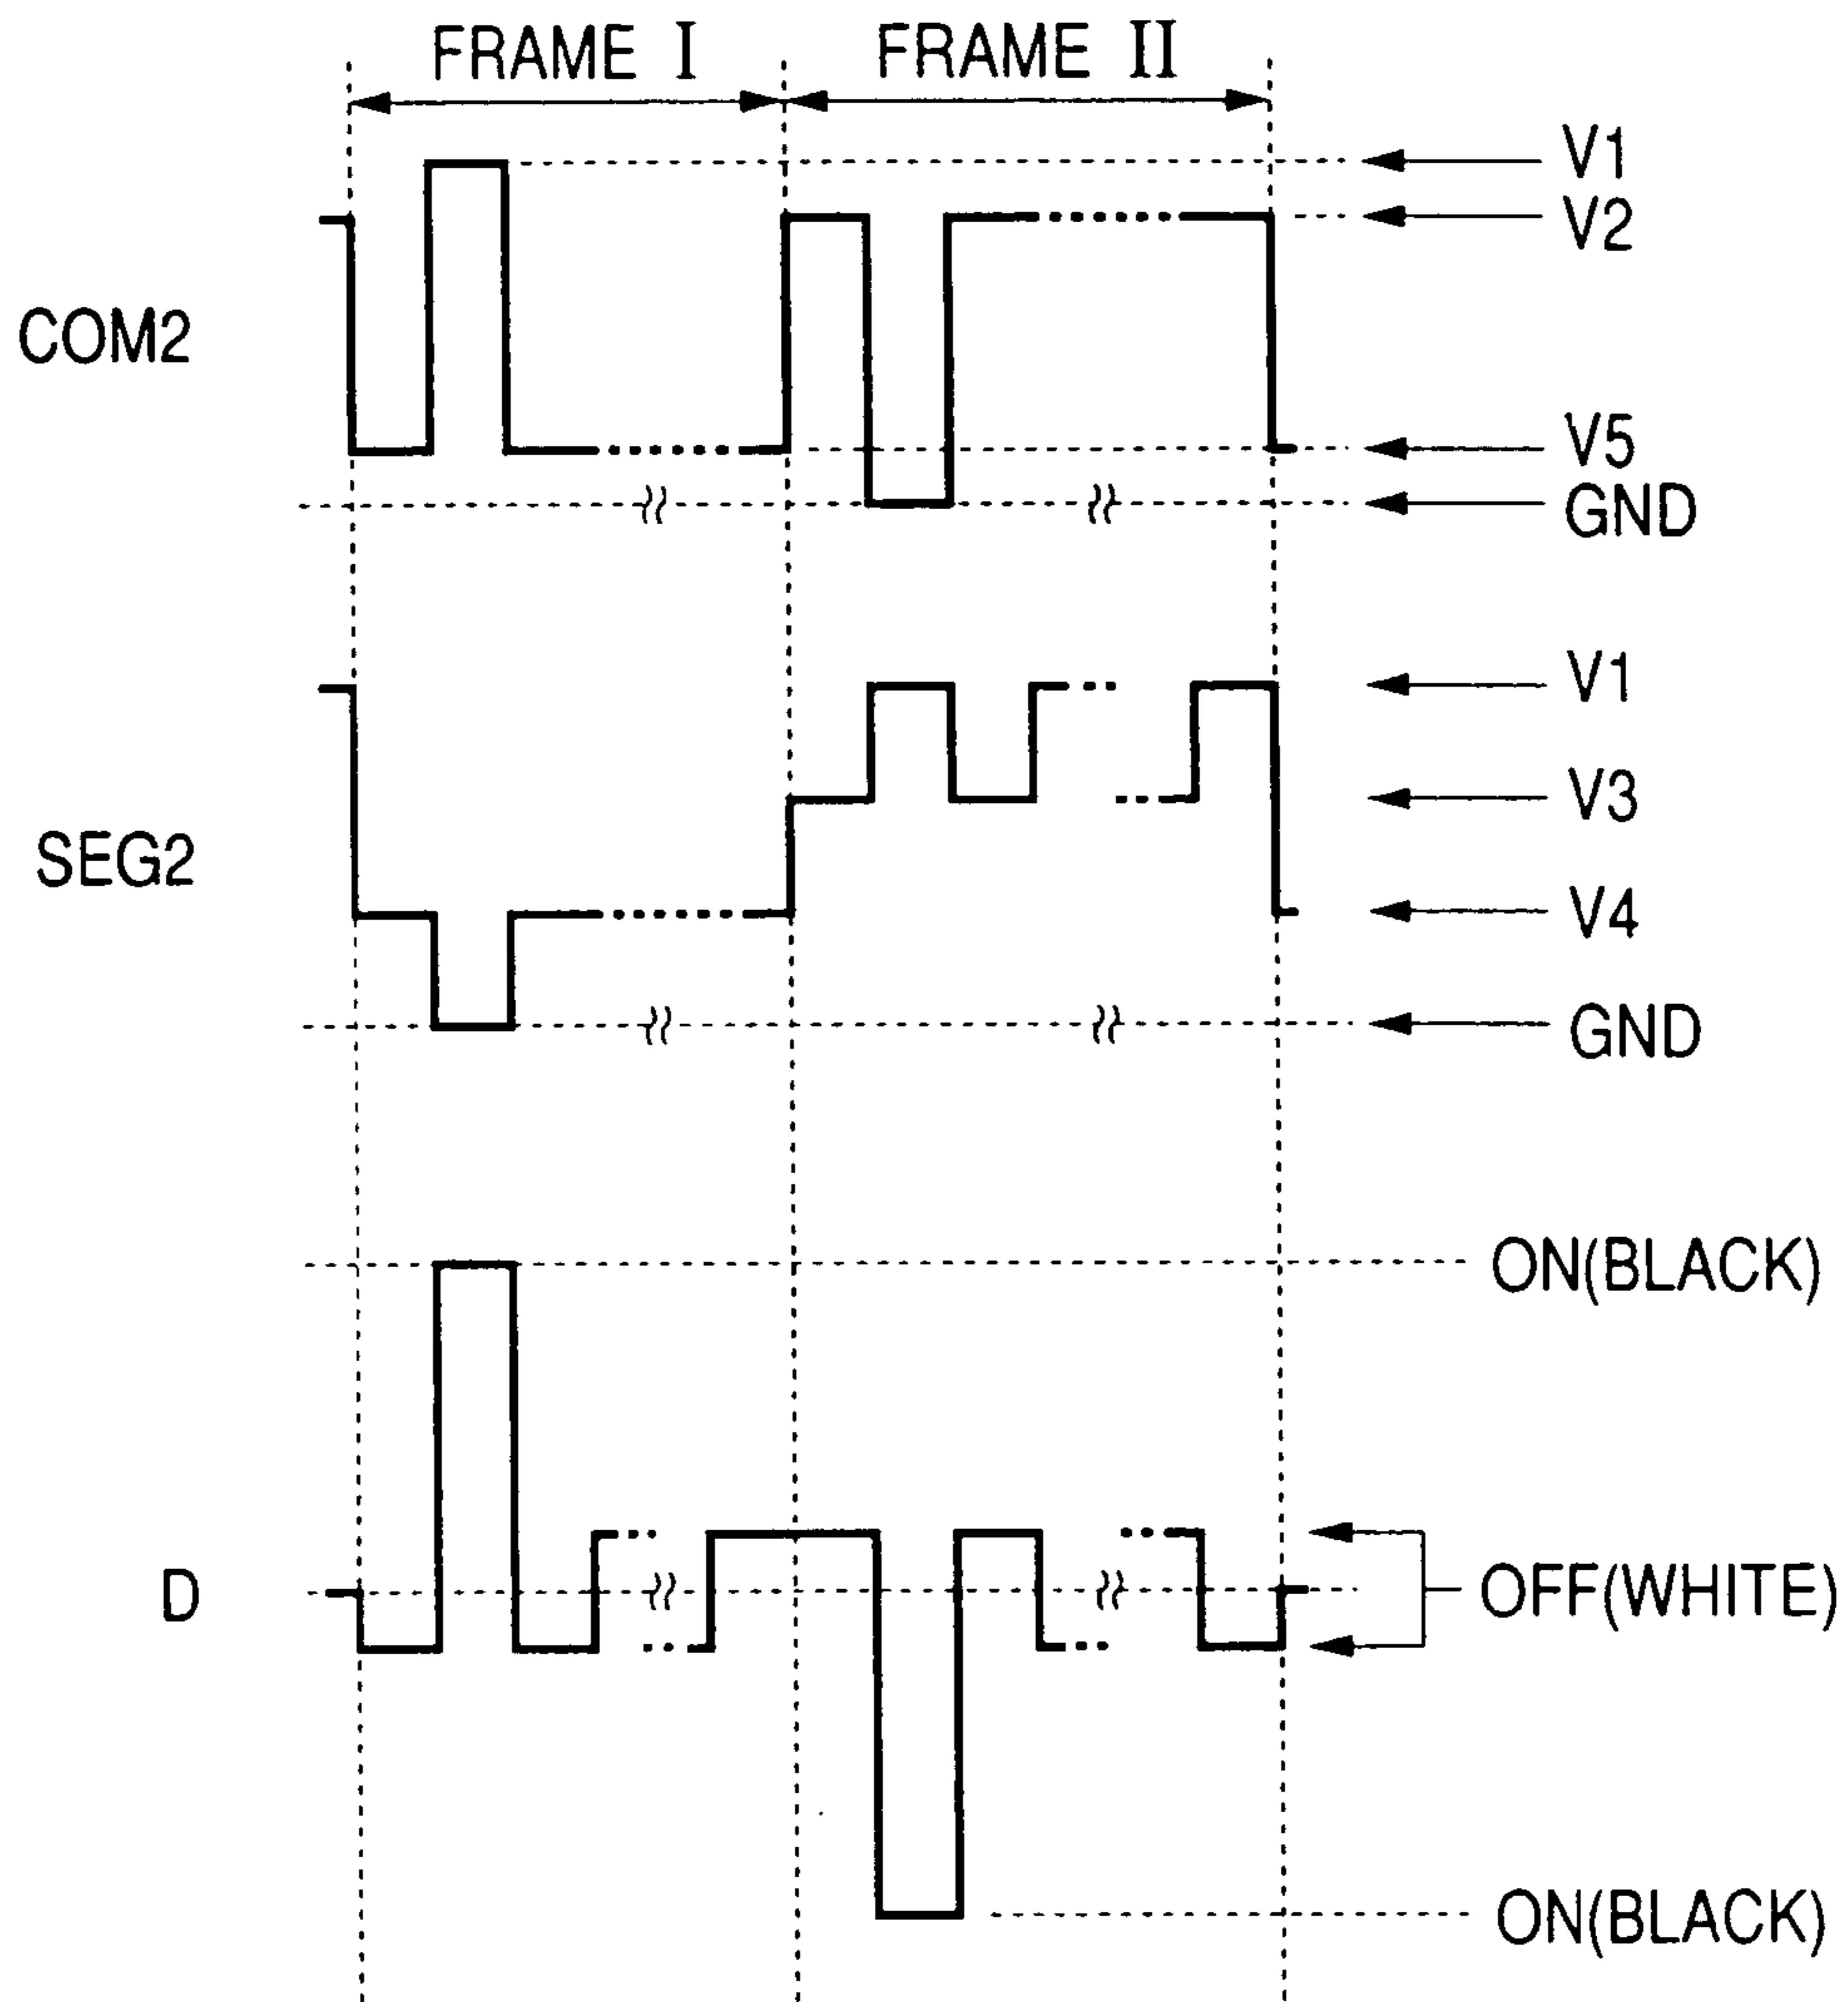 FRAME I
FRAME II
V1
V2
COM2
V5
GND
V1
V3
SEG2
V4
GND
ON(BLACK)
D
OFF(WHITE)
ON(BLACK)